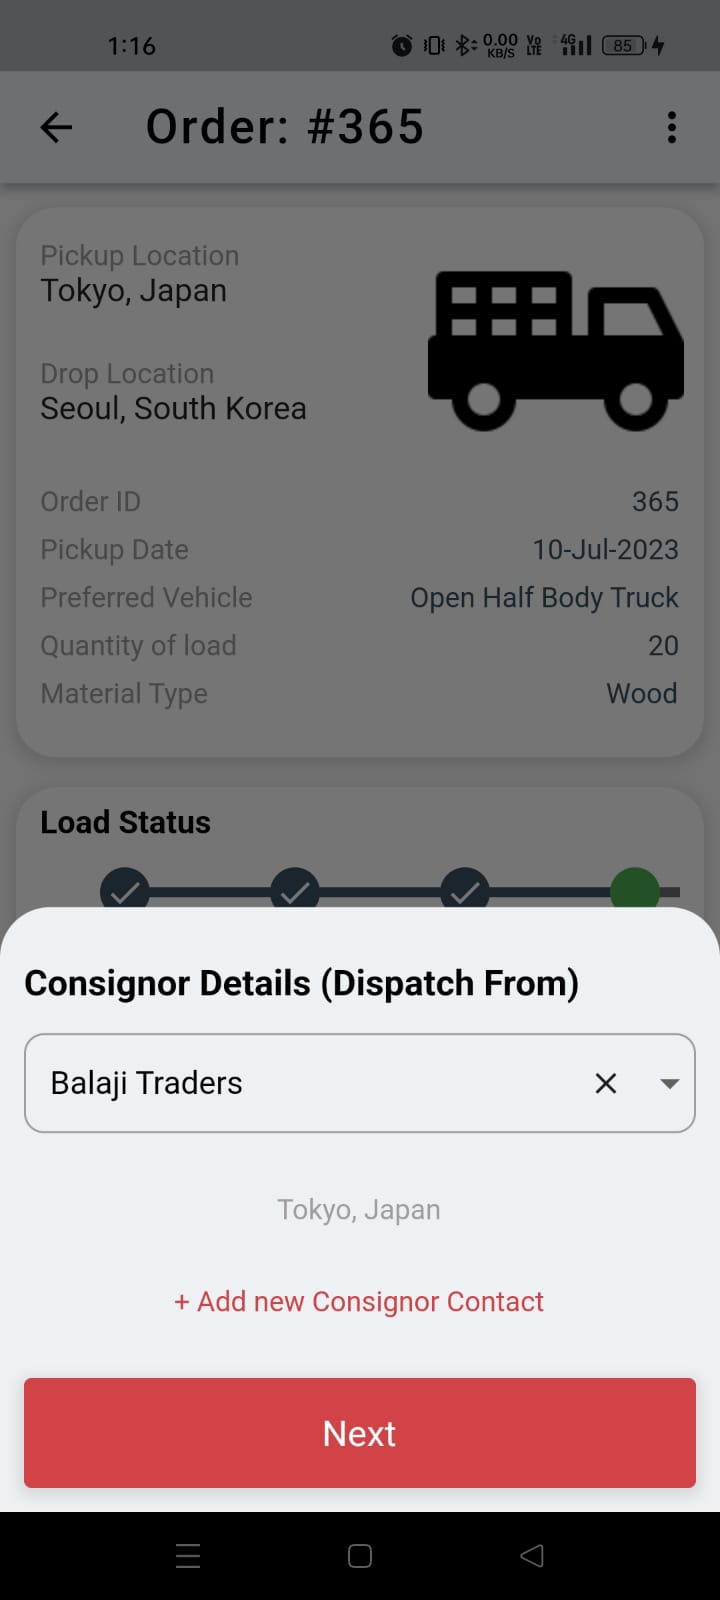 1:16
0.00
KB/S
Vo
LTE
4G
85
Order: #365
Pickup Location
Tokyo, Japan
Drop Location
Seoul, South Korea
Order ID 365
Pickup Date 10-Jul-2023
Preferred Vehicle Open Half Body Truck
Quantity of load 20
Material Type Wood
Load Status
Consignor Details (Dispatch From)
Balaji Traders
Tokyo, Japan
+ Add new Consignor Contact
Next